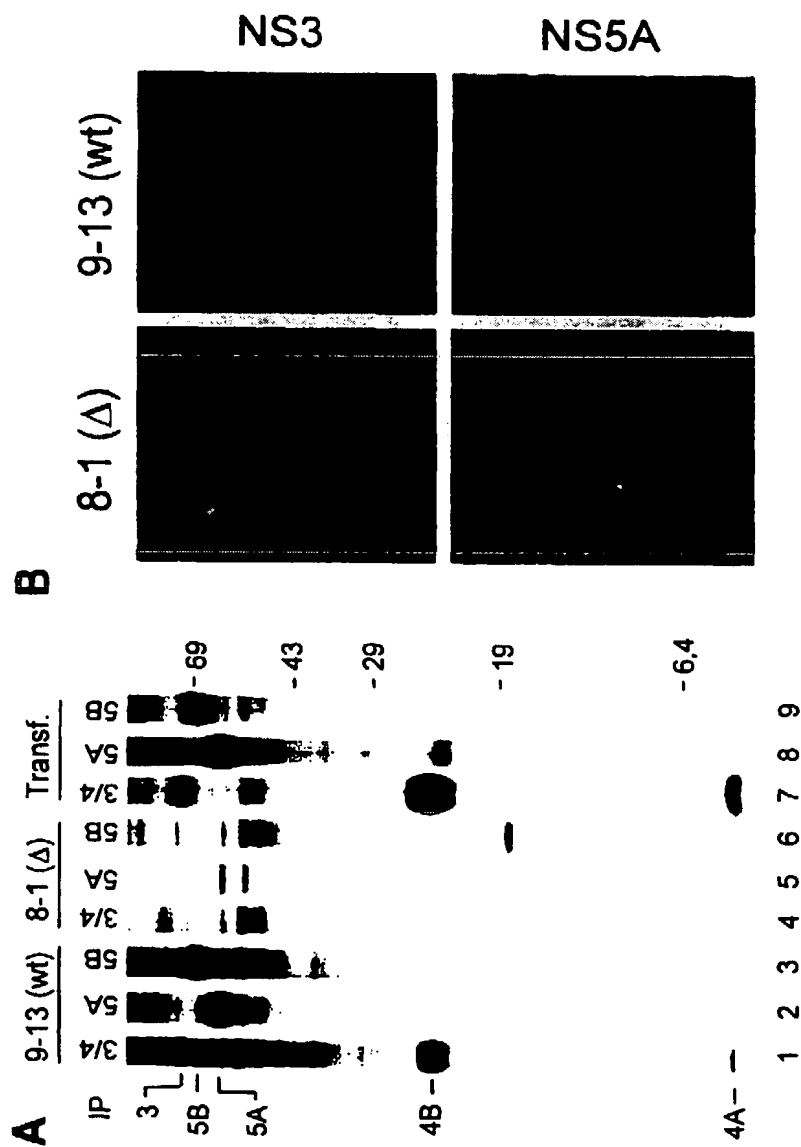 A
IP
9-13 (wt)
8-1 (Δ)
Transf.
3/4 5A 5B 3/4 5A 5B 3/4 5A 5B
3
5B –
5A
4B –
4A –
- 69
- 43
- 29
- 19
- 6,4
1 2 3 4 5 6 7 8 9
B
8-1 (Δ)
9-13 (wt)
NS3
NS5A